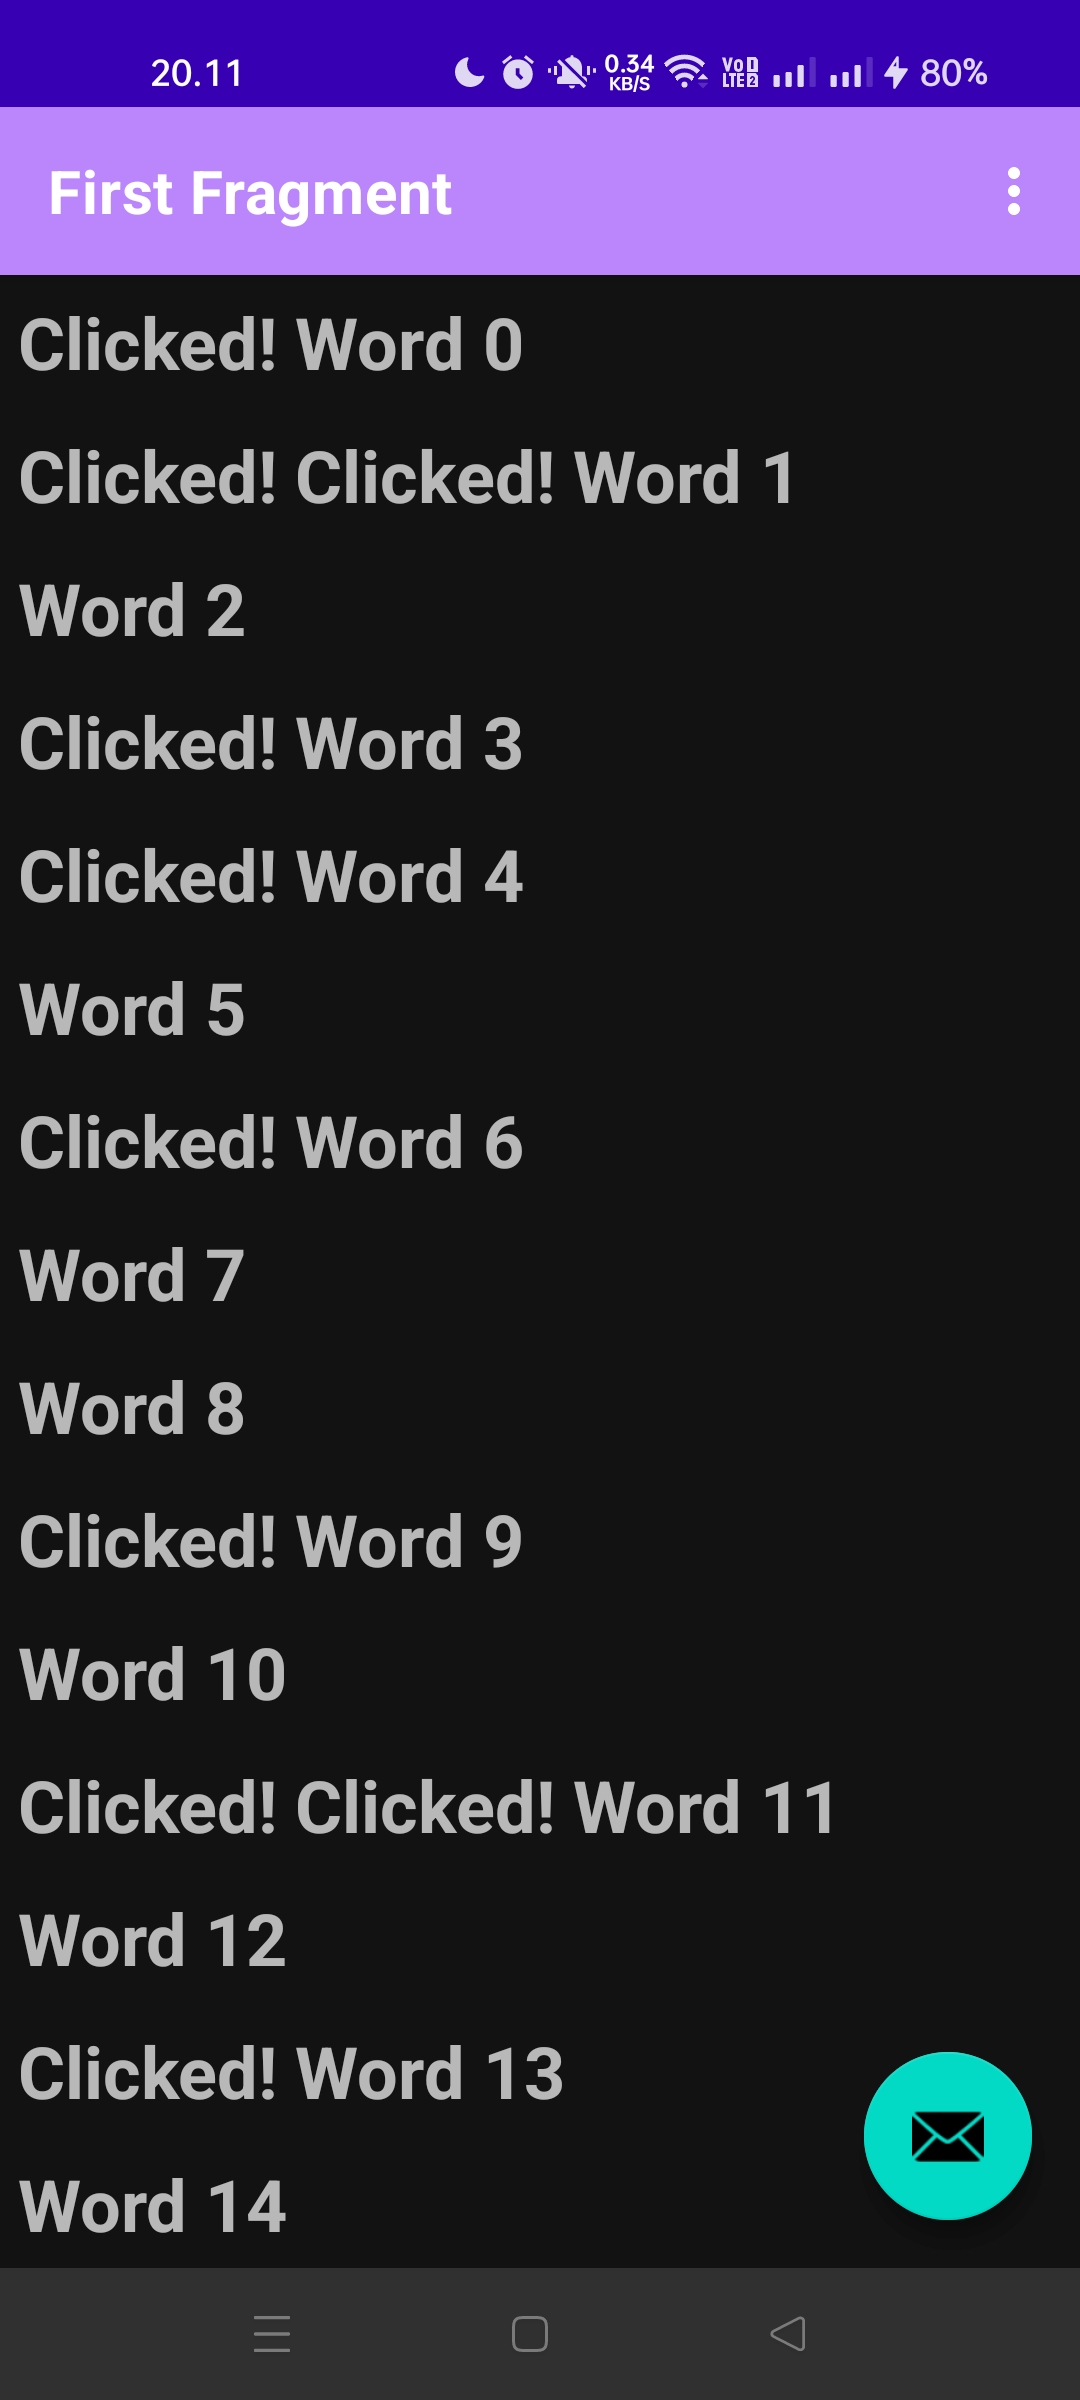 20.11 0.34 KB/S VoD LTE 2 80%
First Fragment
Clicked! Word 0
Clicked! Clicked! Word 1
Word 2
Clicked! Word 3
Clicked! Word 4
Word 5
Clicked! Word 6
Word 7
Word 8
Clicked! Word 9
Word 10
Clicked! Clicked! Word 11
Word 12
Clicked! Word 13
Word 14